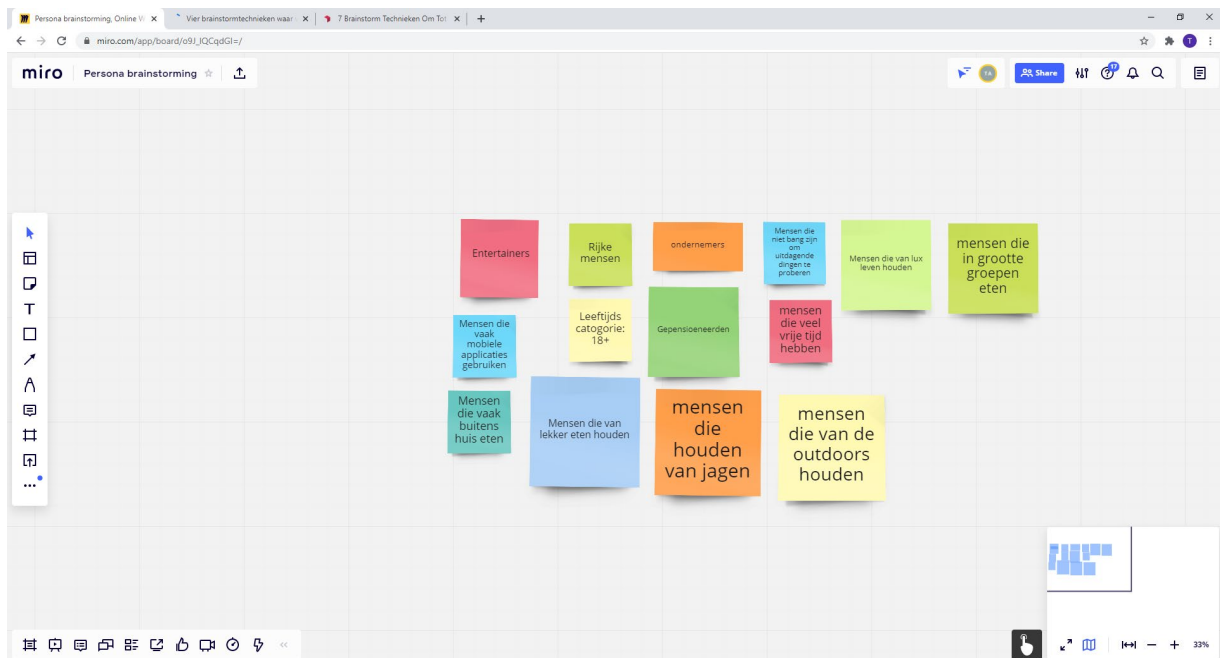 Persona brainstorming, Online W
Vier brainstormtechnieken waar
7 Brainstorm Technieken Om Tot
miro.com/app/board/o9J_lQCqdGI=/
T
miro
Persona brainstorming
Share
17
Entertainers
Rijke
mensen
ondernemers
Mensen die
niet bang zijn
om
uitdagende
dingen te
proberen
Mensen die van lux
leven houden
mensen die
in grootte
groepen
eten
Mensen die
vaak
mobiele
applicaties
gebruiken
Leeftijds
catogorie:
18+
Gepensioeneerden
mensen
die veel
vrije tijd
hebben
Mensen
die vaak
buitens
huis eten
Mensen die van
lekker eten houden
mensen
die
houden
van jagen
mensen
die van de
outdoors
houden
33%